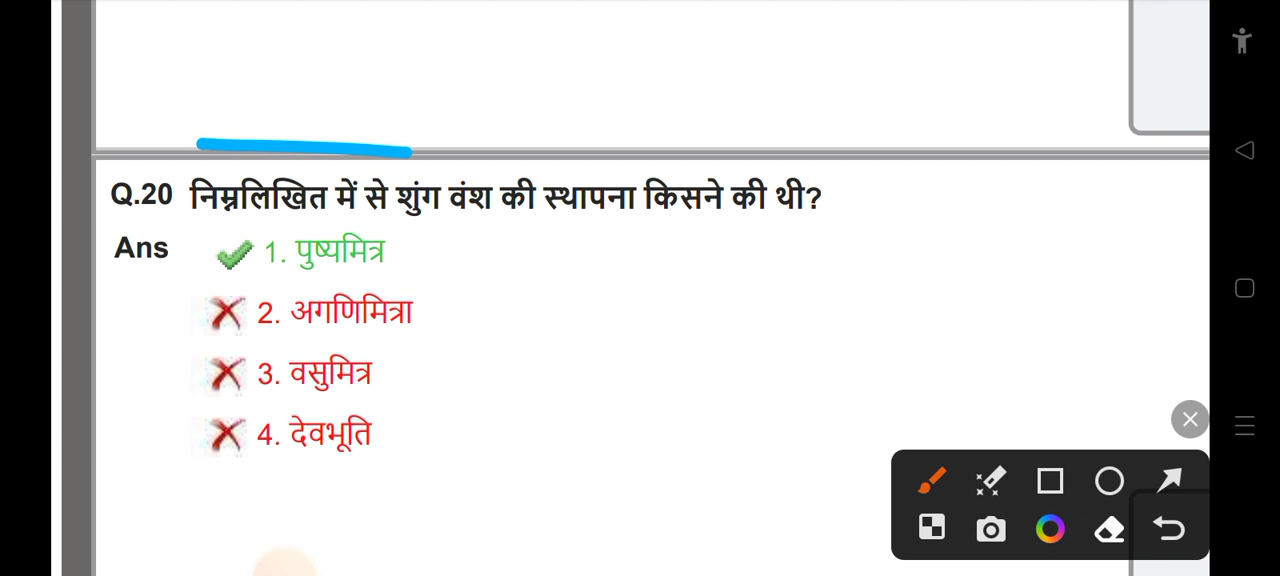 Q.20 निम्नलिखित में से शुंग वंश की स्थापना किसने की थी?
Ans 1. पुष्यमित्र
2. अगणिमित्रा
3. वसुमित्र
4. देवभूति